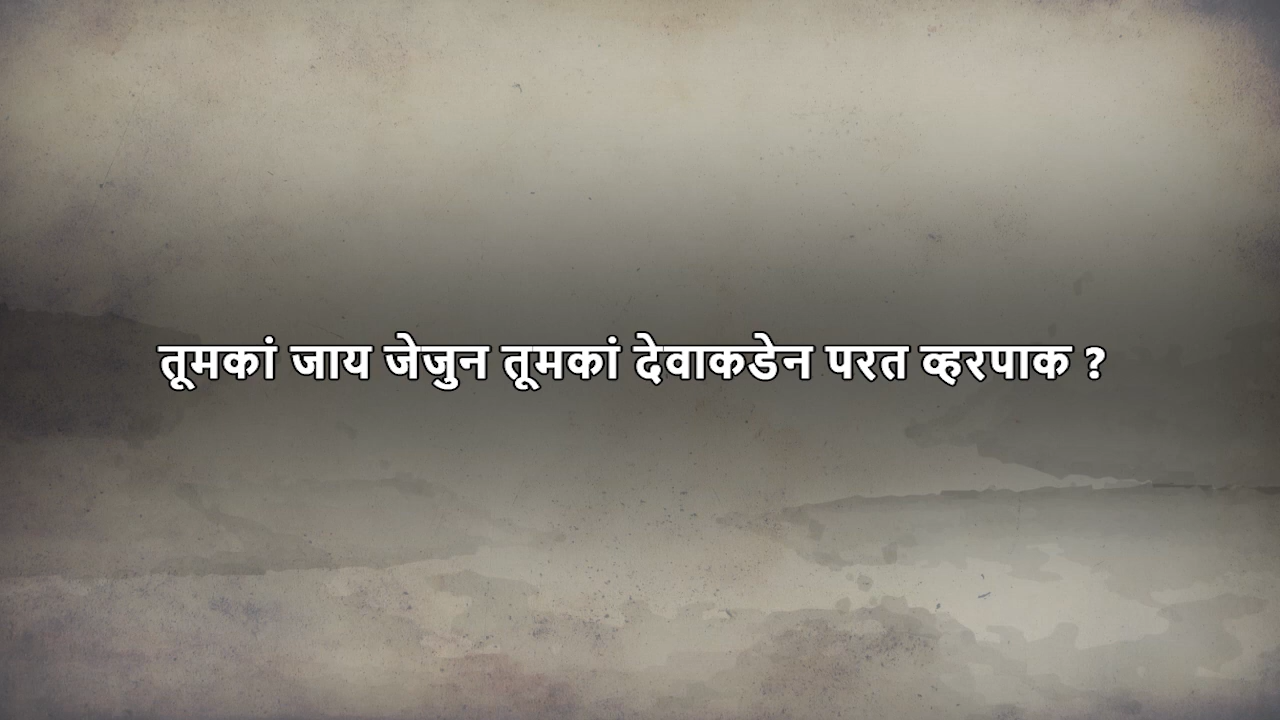 तूमकां जाय जेजुन तूमकां देवाकडेन परत व्हरपाक ?